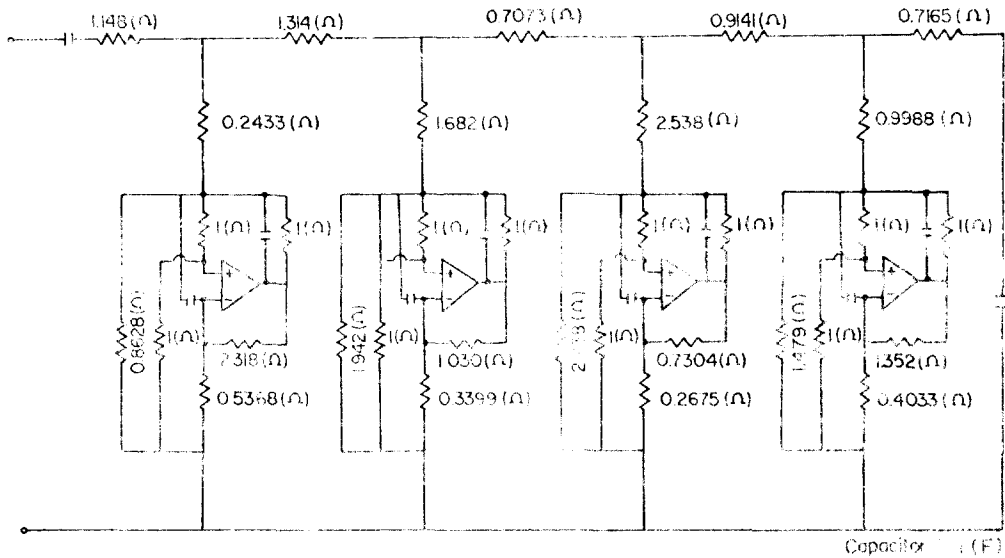 1.148(Ω) 1.314(Ω) 0.7073(Ω) 0.9141(Ω) 0.7165(Ω)
0.2433(Ω) 1.682(Ω) 2.538(Ω) 0.9988(Ω)
1(Ω) 1(Ω) 1(Ω) 1(Ω) 1(Ω) 1(Ω) 1(Ω) 1(Ω)
+ + + +
− − − −
0.8628(Ω) 1(Ω) 1.942(Ω) 1(Ω) 1(Ω) 1.479(Ω) 1(Ω)
2.318(Ω) 1.030(Ω) 0.7304(Ω) 1.352(Ω)
0.5368(Ω) 0.3399(Ω) 0.2675(Ω) 0.4033(Ω)
Capacitor (F)